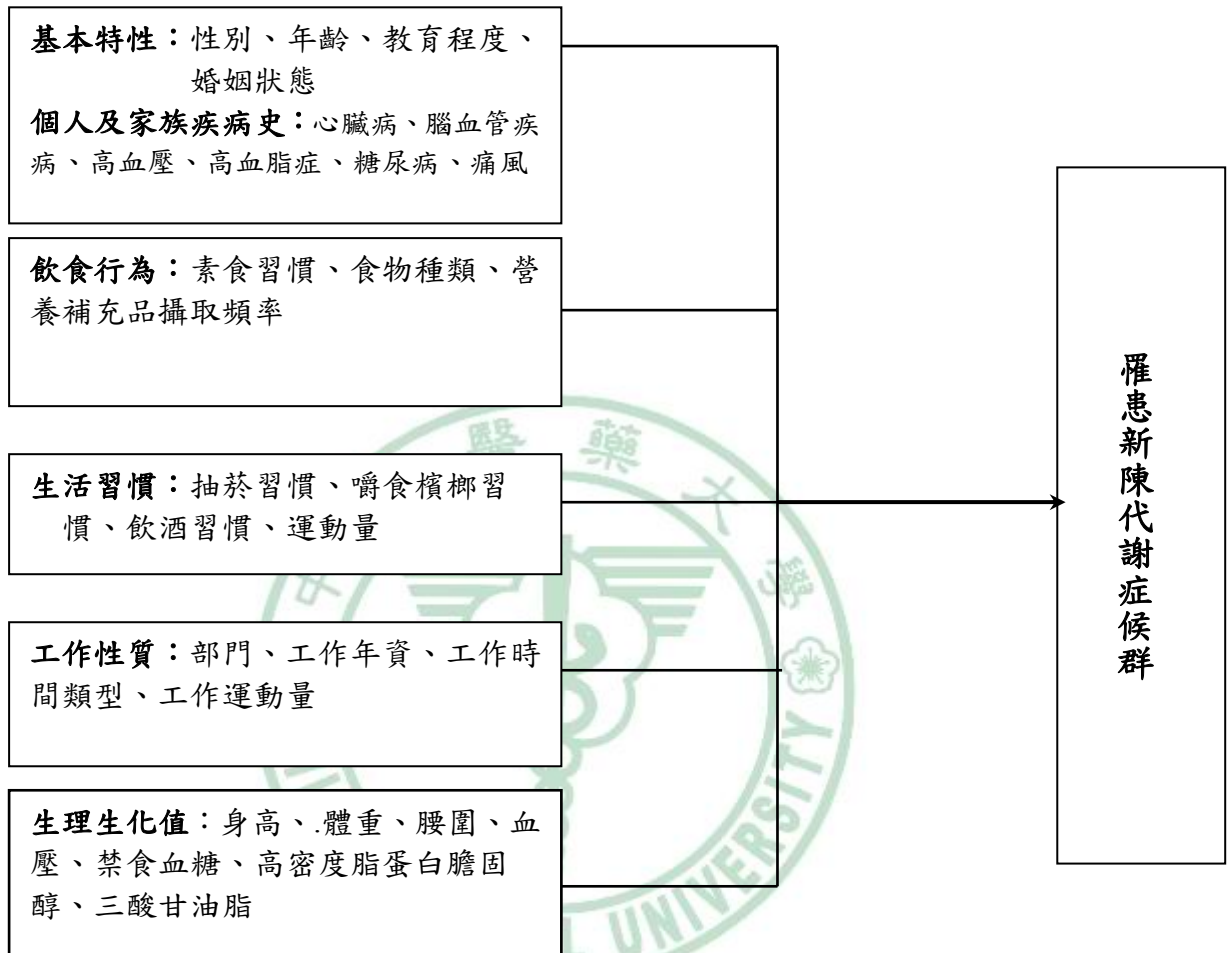 基本特性：性別、年齡、教育程度、
婚姻狀態
個人及家族疾病史：心臟病、腦血管疾
病、高血壓、高血脂症、糖尿病、痛風
飲食行為：素食習慣、食物種類、營
養補充品攝取頻率
生活習慣：抽菸習慣、嚼食檳榔習
慣、飲酒習慣、運動量
工作性質：部門、工作年資、工作時
間類型、工作運動量
生理生化值：身高、.體重、腰圍、血
壓、禁食血糖、高密度脂蛋白膽固
醇、三酸甘油脂
罹患新陳代謝症候群
中 醫藥大學
UNIVERSITY